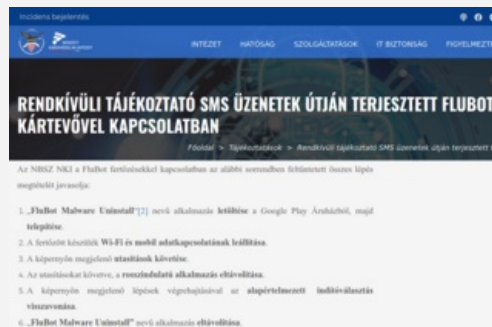 Incidens bejelentés
INTÉZET HATÓSÁG SZOLGÁLTATÁSOK IT BIZTONSÁG FIGYELMEZTE
RENDKÍVÜLI TÁJÉKOZTATÓ SMS ÜZENETEK ÚTJÁN TERJESZTETT FLUBOT
KÁRTEVŐVEL KAPCSOLATBAN
Főoldal > Tájékoztatások > Rendkívüli tájékoztató SMS üzenetek útján terjesztett
Az NBSZ NKI a FluBot fertőzésekkel kapcsolatban az alábbi sorrendben feltüntetett összes lépés
megtételét javasolja:
1. „FluBot Malware Uninstall"[2] nevű alkalmazás letöltése a Google Play Áruházból, majd
telepítése.
2. A fertőzött készülék Wi-Fi és mobil adatkapcsolatának leállítása.
3. A képernyőn megjelenő utasítások követése.
4. Az utasításokat követve, a rosszindulatú alkalmazás eltávolítása.
5. A képernyőn megjelenő lépések végrehajtásával az alapértelmezett indítóválasztás
visszavonása.
6. „FluBot Malware Uninstall" nevű alkalmazás eltávolítása.